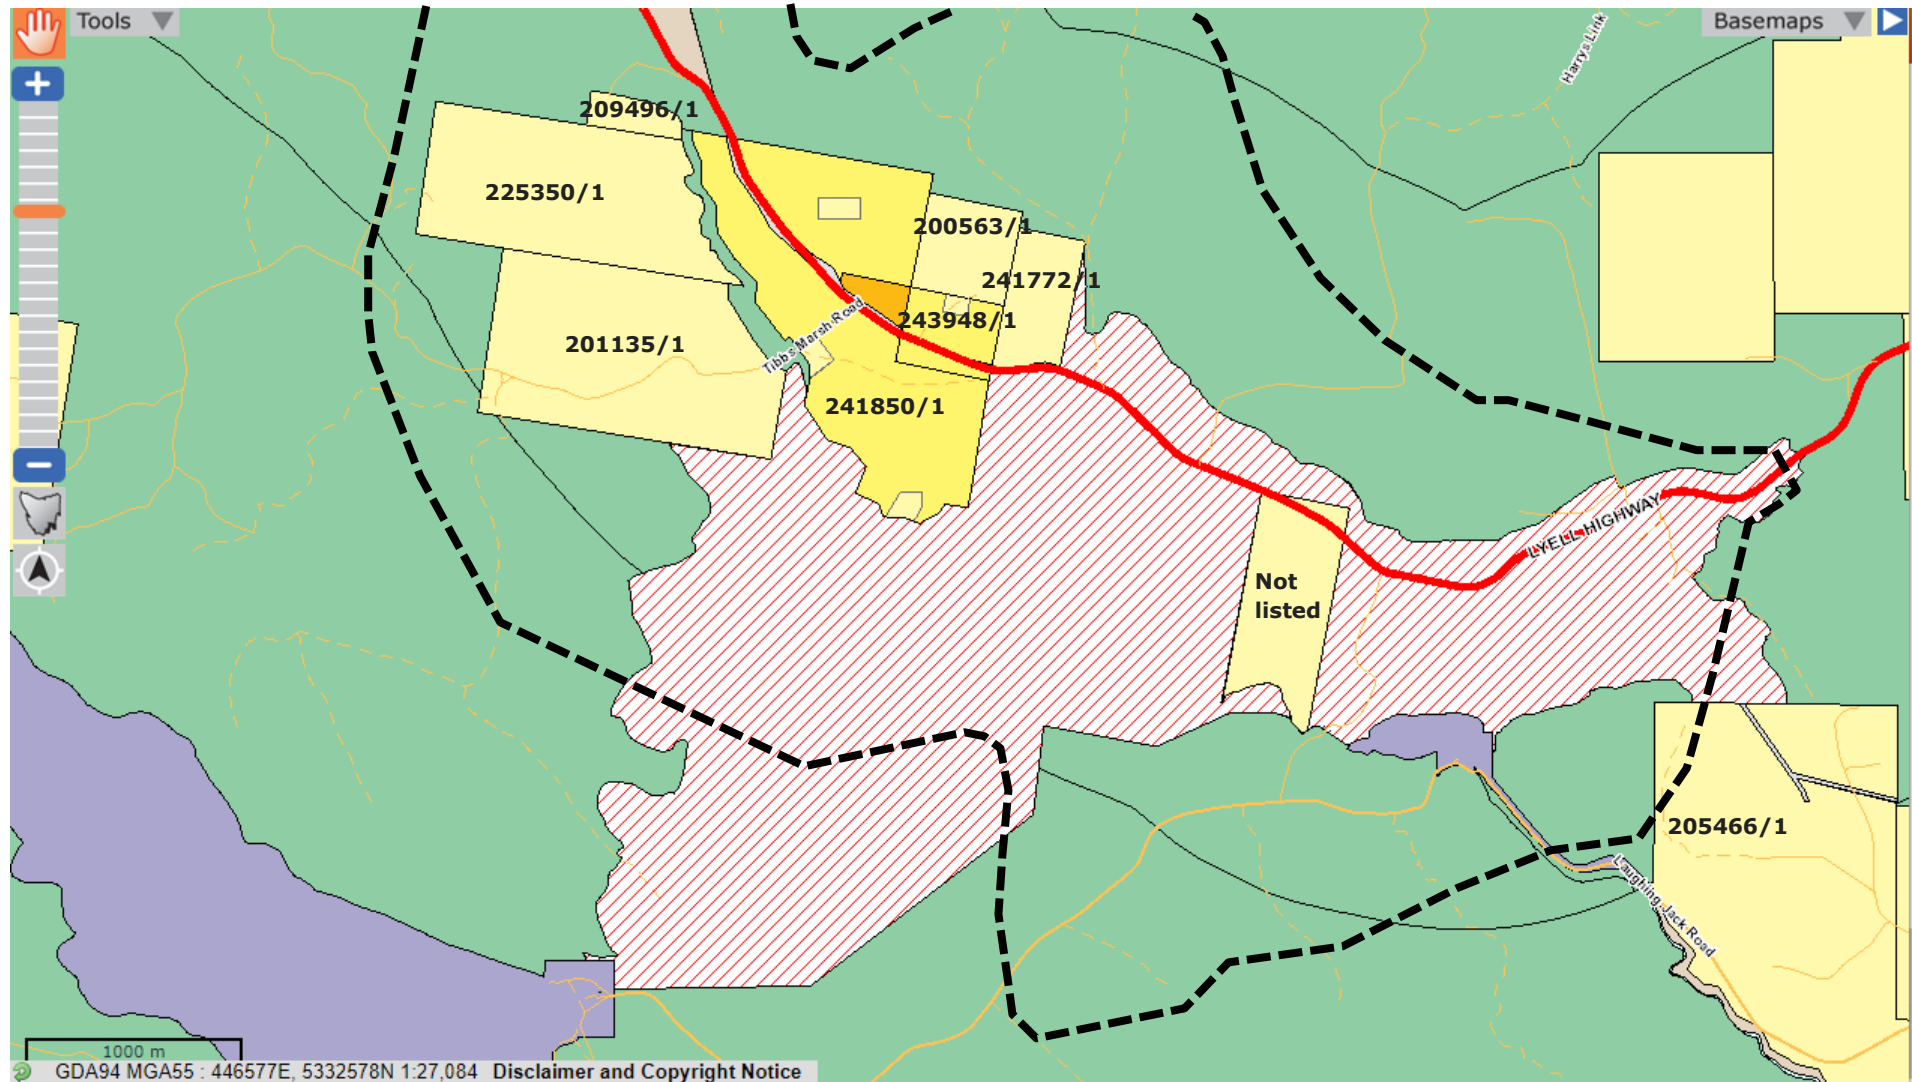 Tools
Basemaps
Harrys Link
209496/1
225350/1
200563/1
241772/1
243948/1
Tibbs Marsh Road
201135/1
241850/1
LYELL HIGHWAY
Not
listed
205466/1
Laughing Jack Road
1000 m
GDA94 MGA55 : 446577E, 5332578N 1:27,084 Disclaimer and Copyright Notice